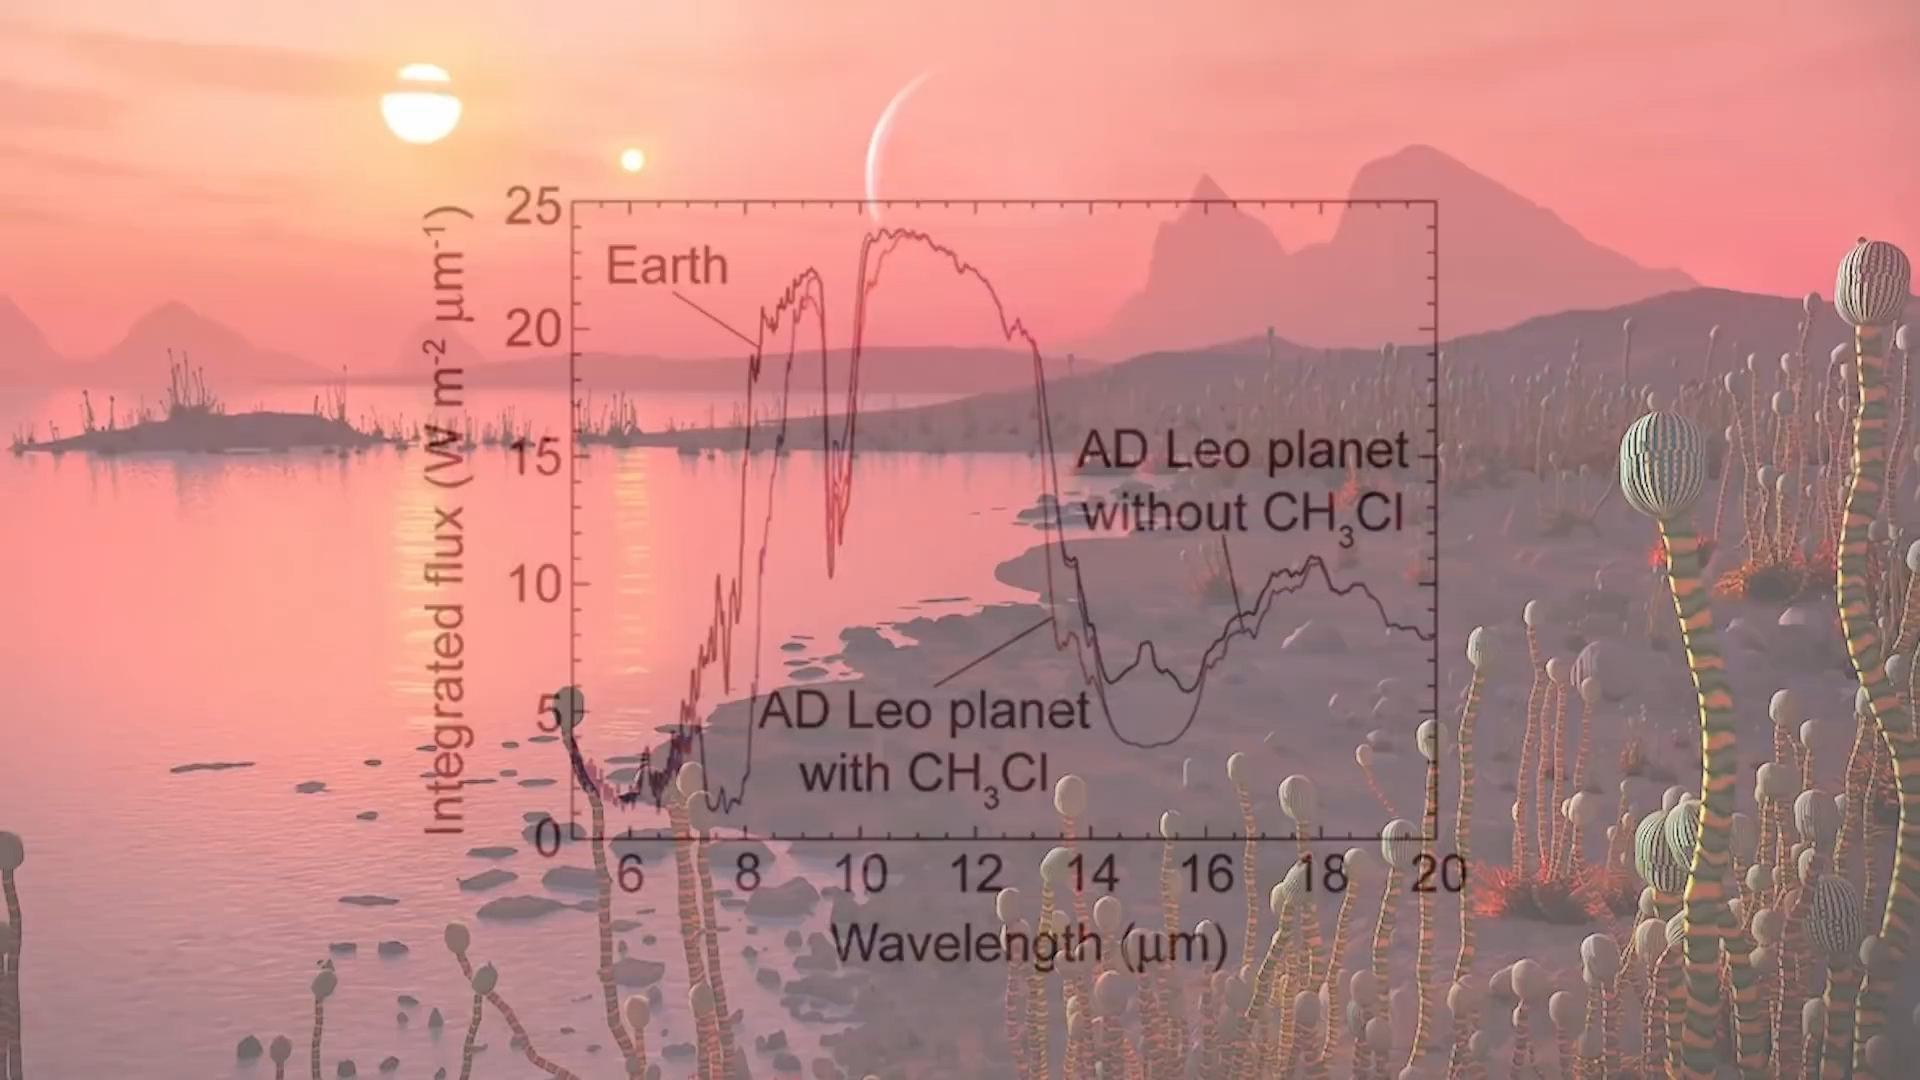 25
Earth
20
15
10
5
0
Integrated flux (W m-2 μm-1)
AD Leo planet
without CH3Cl
AD Leo planet
with CH3Cl
6 8 10 12 14 16 18 20
Wavelength (μm)